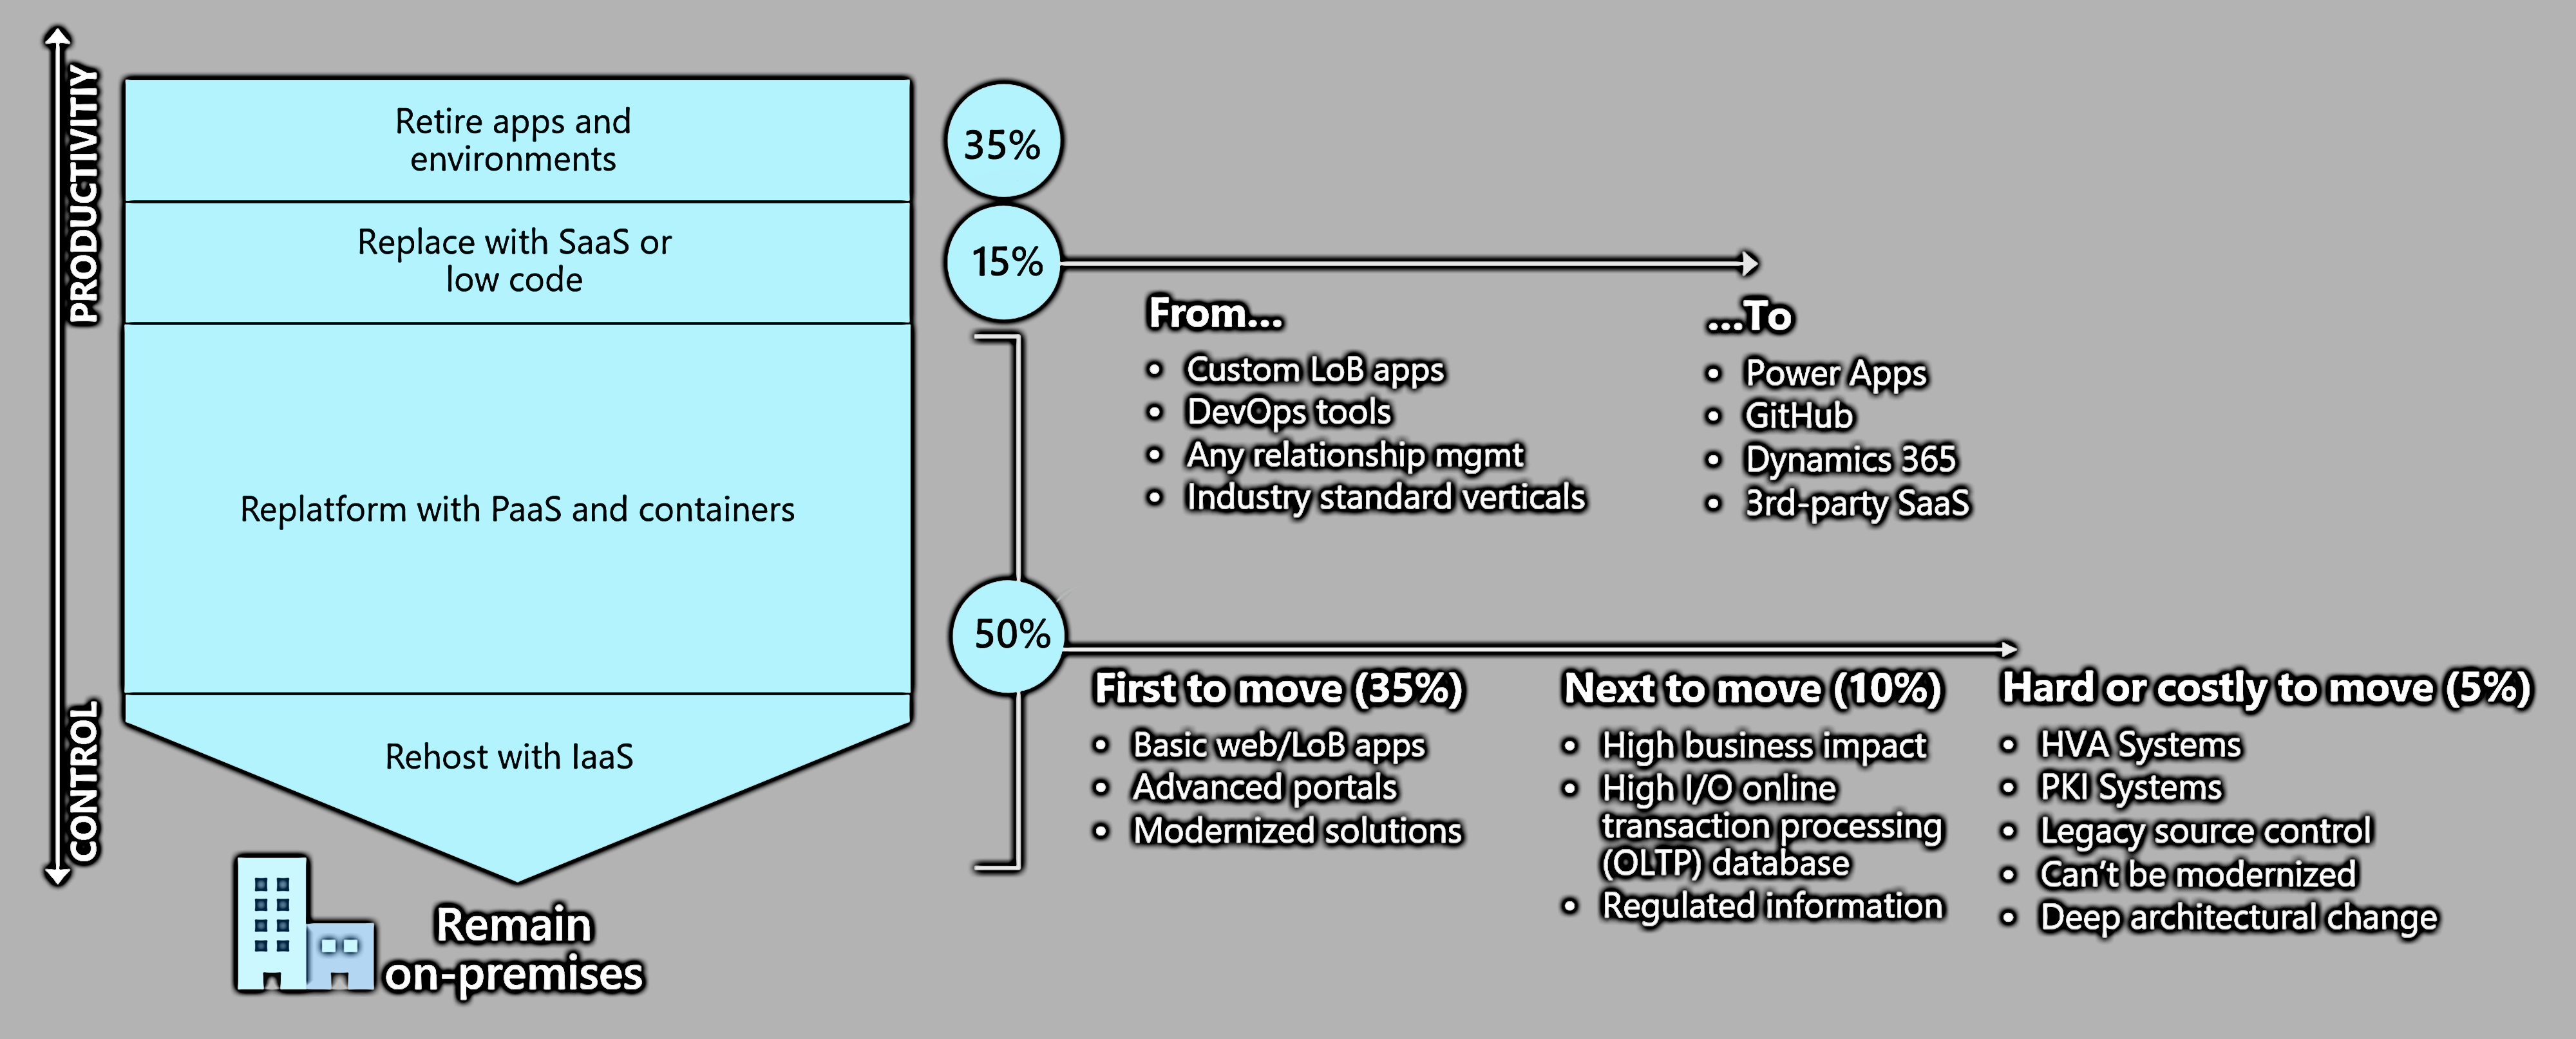 PRODUCTIVITIY
CONTROL
Retire apps and
environments
35%
Replace with SaaS or
low code
15%
From...
• Custom LoB apps
• DevOps tools
• Any relationship mgmt
• Industry standard verticals
...To
• Power Apps
• GitHub
• Dynamics 365
• 3rd-party SaaS
Replatform with PaaS and containers
Rehost with IaaS
50%
First to move (35%)
• Basic web/LoB apps
• Advanced portals
• Modernized solutions
Next to move (10%)
• High business impact
• High I/O online
transaction processing
(OLTP) database
• Regulated information
Hard or costly to move (5%)
• HVA Systems
• PKI Systems
• Legacy source control
• Can't be modernized
• Deep architectural change
Remain
on-premises